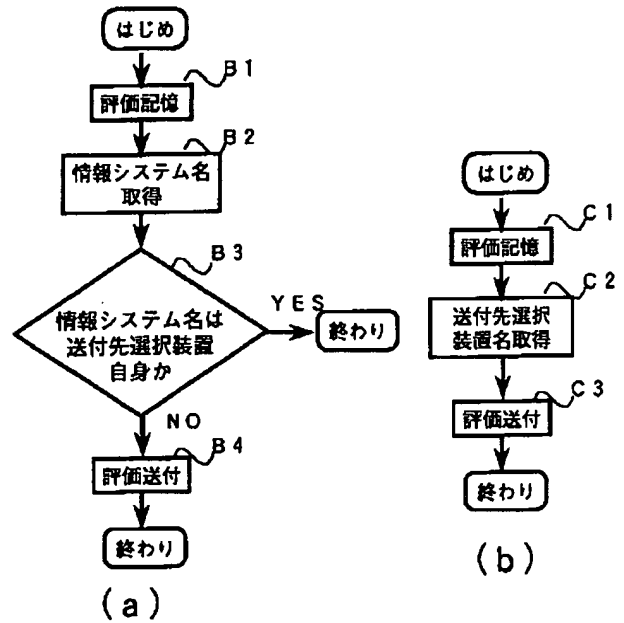 はじめ
B1
評価記憶
B2
情報システム名
取得
B3
情報システム名は
送付先選択装置
自身か
YES
終わり
NO
B4
評価送付
終わり
(a)
はじめ
C1
評価記憶
C2
送付先選択
装置名取得
C3
評価送付
終わり
(b)